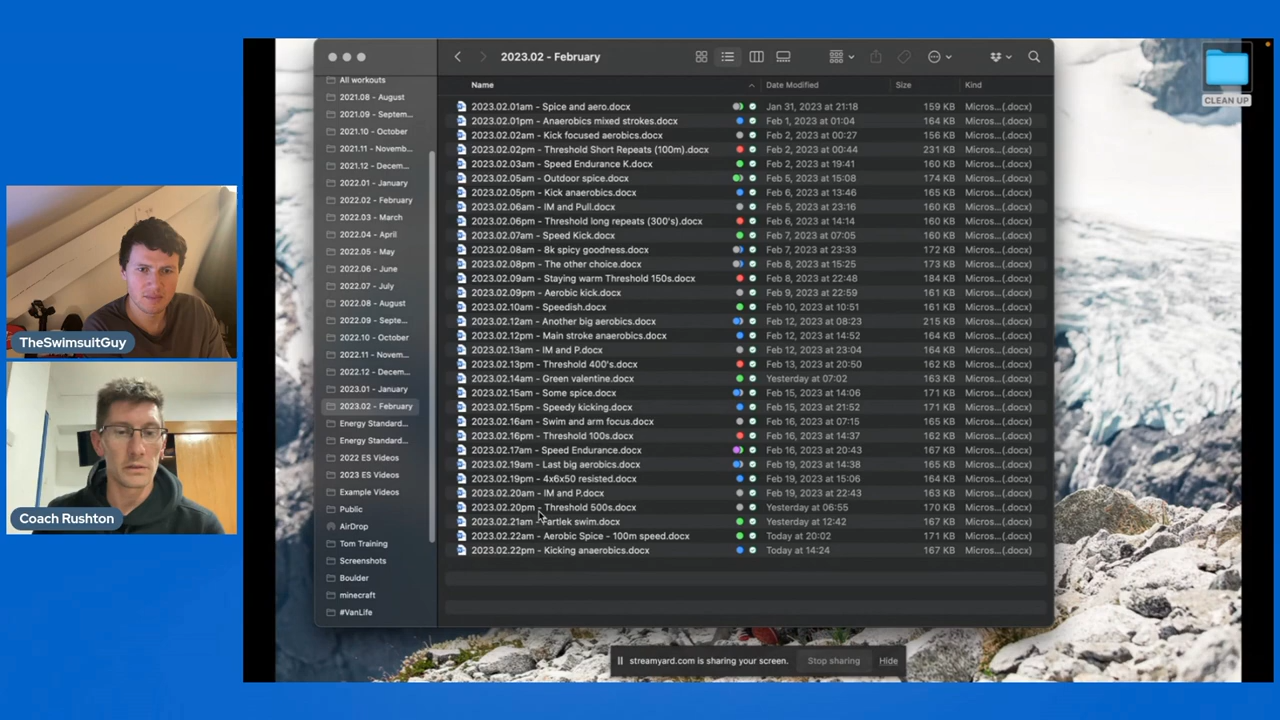 2023.02 - February
CLEAN UP
Name Date Modified Size Kind
All workouts
2021.08 - August
2021.09 - Septem...
2021.10 - October
2021.11 - Novemb...
2021.12 - Decem...
2022.01 - January
2022.02 - February
2022.03 - March
2022.04 - April
2022.05 - May
2022.06 - June
2022.07 - July
2022.08 - August
2022.09 - Septe...
2022.10 - October
2022.11 - Novem...
2022.12 - Decem...
2023.01 - January
2023.02 - February
Energy Standard...
Energy Standard...
2022 ES Videos
2023 ES Videos
Example Videos
Public
AirDrop
Tom Training
Screenshots
Boulder
minecraft
#VanLife
2023.02.01am - Spice and aero.docx Jan 31, 2023 at 21:18 159 KB Micros...(.docx)
2023.02.01pm - Anaerobics mixed strokes.docx Feb 1, 2023 at 01:04 164 KB Micros...(.docx)
2023.02.02am - Kick focused aerobics.docx Feb 2, 2023 at 00:27 156 KB Micros...(.docx)
2023.02.02pm - Threshold Short Repeats (100m).docx Feb 2, 2023 at 00:44 231 KB Micros...(.docx)
2023.02.03am - Speed Endurance K.docx Feb 2, 2023 at 19:41 160 KB Micros...(.docx)
2023.02.05am - Outdoor spice.docx Feb 5, 2023 at 15:08 174 KB Micros...(.docx)
2023.02.05pm - Kick anaerobics.docx Feb 6, 2023 at 13:46 165 KB Micros...(.docx)
2023.02.06am - IM and Pull.docx Feb 5, 2023 at 23:16 160 KB Micros...(.docx)
2023.02.06pm - Threshold long repeats (300's).docx Feb 6, 2023 at 14:14 160 KB Micros...(.docx)
2023.02.07am - Speed Kick.docx Feb 7, 2023 at 07:05 161 KB Micros...(.docx)
2023.02.08am - 8k spicy goodness.docx Feb 7, 2023 at 23:33 172 KB Micros...(.docx)
2023.02.08pm - The other choice.docx Feb 8, 2023 at 15:25 173 KB Micros...(.docx)
2023.02.09am - Staying warm Threshold 150s.docx Feb 8, 2023 at 22:48 184 KB Micros...(.docx)
2023.02.09pm - Aerobic kick.docx Feb 9, 2023 at 22:59 161 KB Micros...(.docx)
2023.02.10am - Speedish.docx Feb 10, 2023 at 10:51 161 KB Micros...(.docx)
2023.02.12am - Another big aerobics.docx Feb 12, 2023 at 08:23 215 KB Micros...(.docx)
2023.02.12pm - Main stroke anaerobics.docx Feb 12, 2023 at 14:52 164 KB Micros...(.docx)
2023.02.13am - IM and P.docx Feb 12, 2023 at 23:04 164 KB Micros...(.docx)
2023.02.13pm - Threshold 400's.docx Feb 13, 2023 at 20:50 162 KB Micros...(.docx)
2023.02.14am - Green valentine.docx Yesterday at 07:02 163 KB Micros...(.docx)
2023.02.15am - Some spice.docx Feb 15, 2023 at 14:06 171 KB Micros...(.docx)
2023.02.15pm - Speedy kicking.docx Feb 15, 2023 at 21:52 171 KB Micros...(.docx)
2023.02.16am - Swim and arm focus.docx Feb 16, 2023 at 07:15 165 KB Micros...(.docx)
2023.02.16pm - Threshold 100s.docx Feb 16, 2023 at 14:37 162 KB Micros...(.docx)
2023.02.17am - Speed Endurance.docx Feb 16, 2023 at 20:43 167 KB Micros...(.docx)
2023.02.19am - Last big aerobics.docx Feb 19, 2023 at 14:38 165 KB Micros...(.docx)
2023.02.19pm - 4x6x50 resisted.docx Feb 19, 2023 at 15:06 164 KB Micros...(.docx)
2023.02.20am - IM and P.docx Feb 19, 2023 at 22:43 163 KB Micros...(.docx)
2023.02.20pm - Threshold 500s.docx Yesterday at 06:55 170 KB Micros...(.docx)
2023.02.21am - Fartlek swim.docx Yesterday at 12:42 167 KB Micros...(.docx)
2023.02.22am - Aerobic Spice - 100m speed.docx Today at 20:02 171 KB Micros...(.docx)
2023.02.22pm - Kicking anaerobics.docx Today at 14:24 167 KB Micros...(.docx)
TheSwimsuitGuy
Coach Rushton
streamyard.com is sharing your screen. Stop sharing Hide